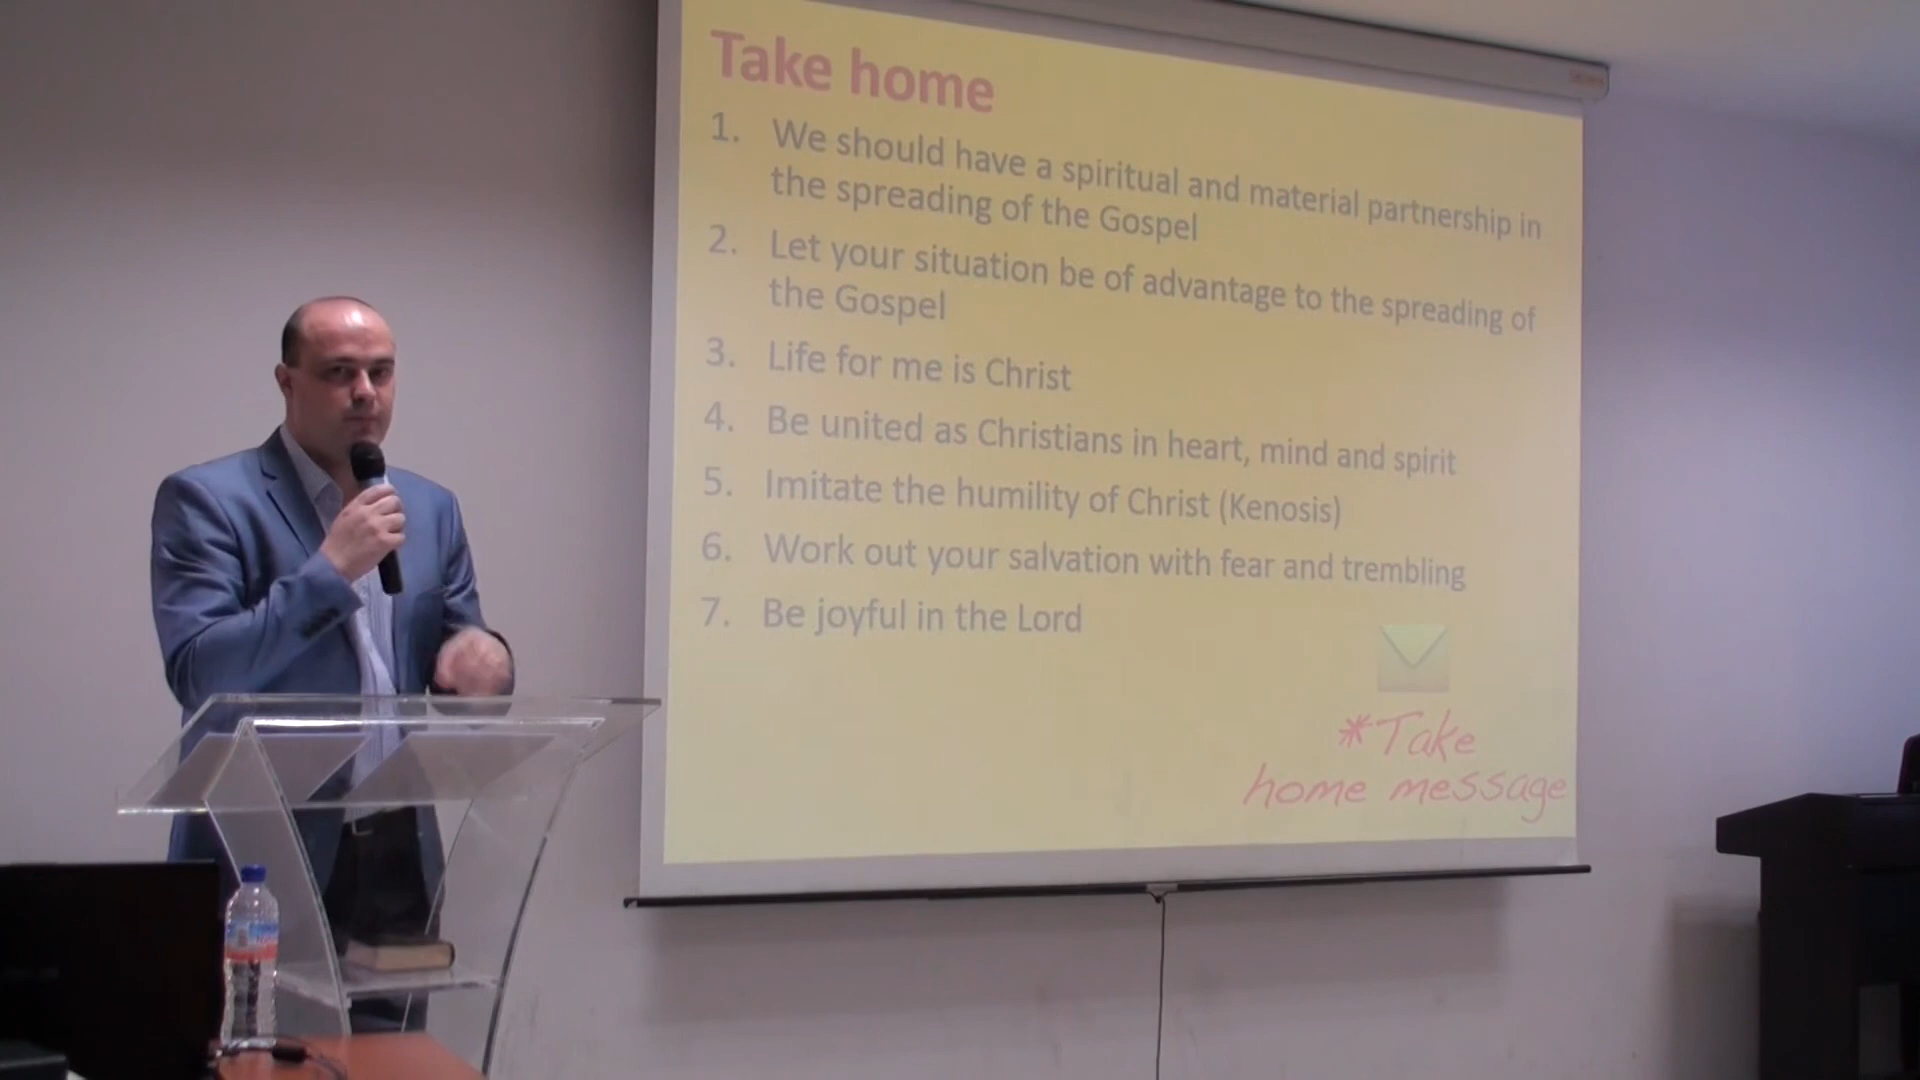 Take home
1. We should have a spiritual and material partnership in
the spreading of the Gospel
2. Let your situation be of advantage to the spreading of
the Gospel
3. Life for me is Christ
4. Be united as Christians in heart, mind and spirit
5. Imitate the humility of Christ (Kenosis)
6. Work out your salvation with fear and trembling
7. Be joyful in the Lord
*Take
home message